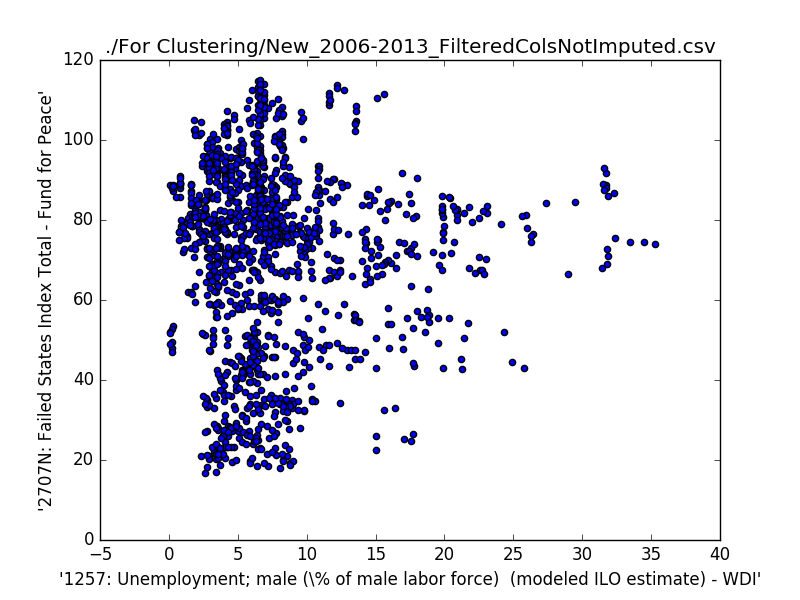 ./For Clustering/New_2006-2013_FilteredColsNotImputed.csv
120
100
80
60
40
20
0
'2707N: Failed States Index Total - Fund for Peace'
−5 0 5 10 15 20 25 30 35 40
'1257: Unemployment; male (\% of male labor force)  (modeled ILO estimate) - WDI'